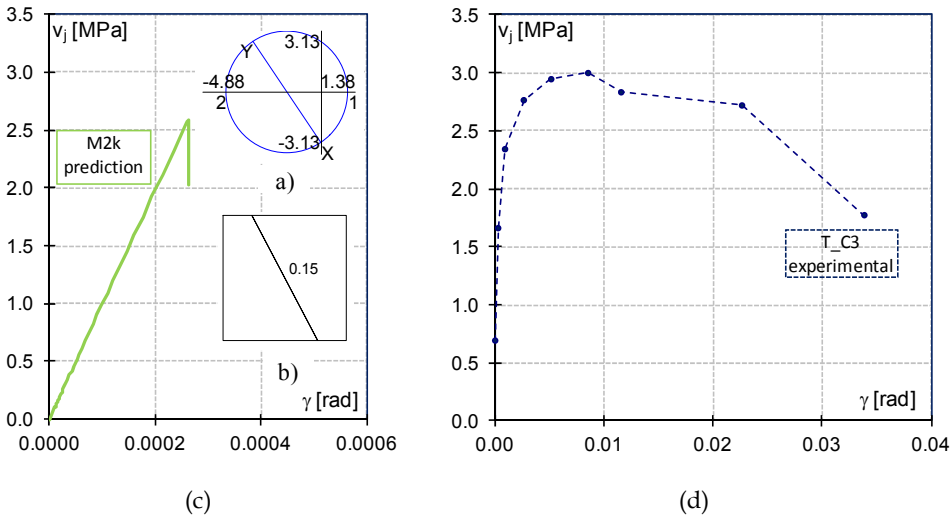 v_j [MPa]
3.5
3.0
2.5
2.0
1.5
1.0
0.5
0.0
M2k
prediction
Y
3.13
-4.88
1.38
2
1
-3.13
X
a)
0.15
b)
γ [rad]
0.0000
0.0002
0.0004
0.0006
(c)
v_j [MPa]
3.5
3.0
2.5
2.0
1.5
1.0
0.5
0.0
T_C3
experimental
γ [rad]
0.00
0.01
0.02
0.03
0.04
(d)